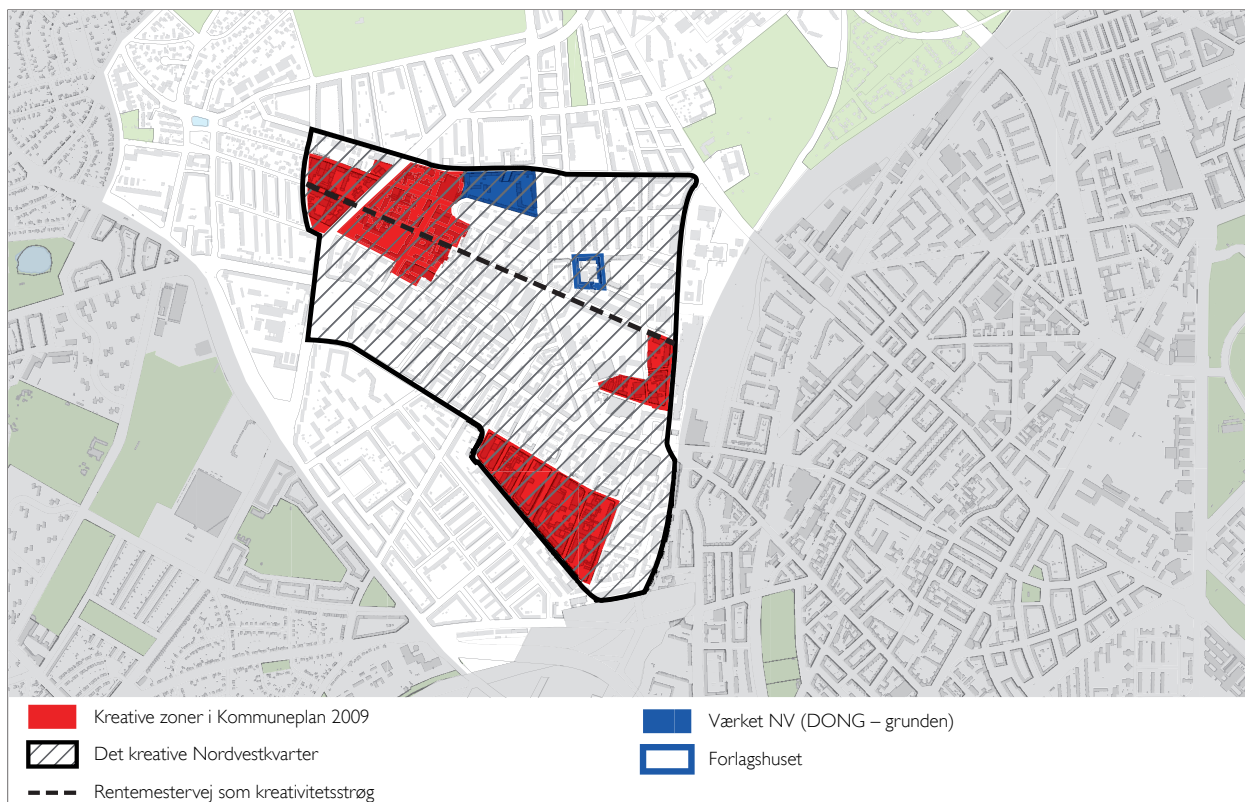 Kreative zoner i Kommuneplan 2009
Det kreative Nordvestkvarter
Rentemestervej som kreativitetsstrøg
Værket NV (DONG – grunden)
Forlagshuset